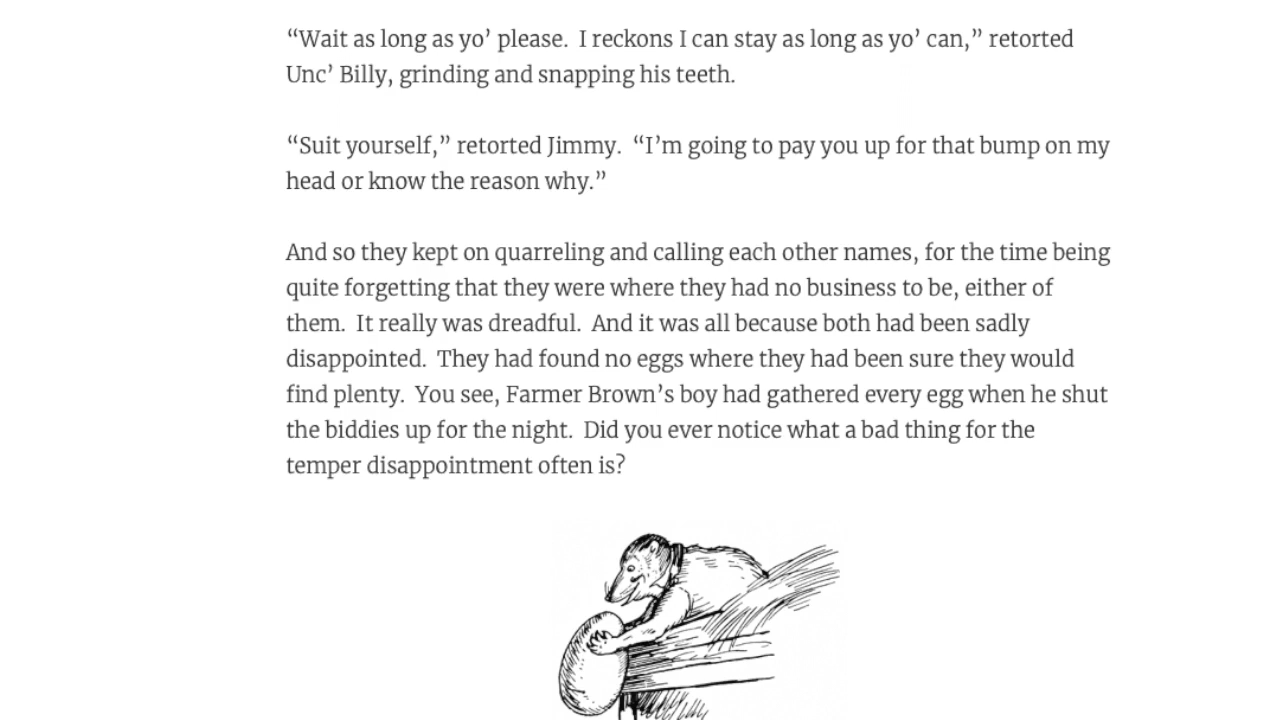 “Wait as long as yo’ please.  I reckons I can stay as long as yo’ can,” retorted
Unc’ Billy, grinding and snapping his teeth.
“Suit yourself,” retorted Jimmy.  “I’m going to pay you up for that bump on my
head or know the reason why.”
And so they kept on quarreling and calling each other names, for the time being
quite forgetting that they were where they had no business to be, either of
them.  It really was dreadful.  And it was all because both had been sadly
disappointed.  They had found no eggs where they had been sure they would
find plenty.  You see, Farmer Brown’s boy had gathered every egg when he shut
the biddies up for the night.  Did you ever notice what a bad thing for the
temper disappointment often is?